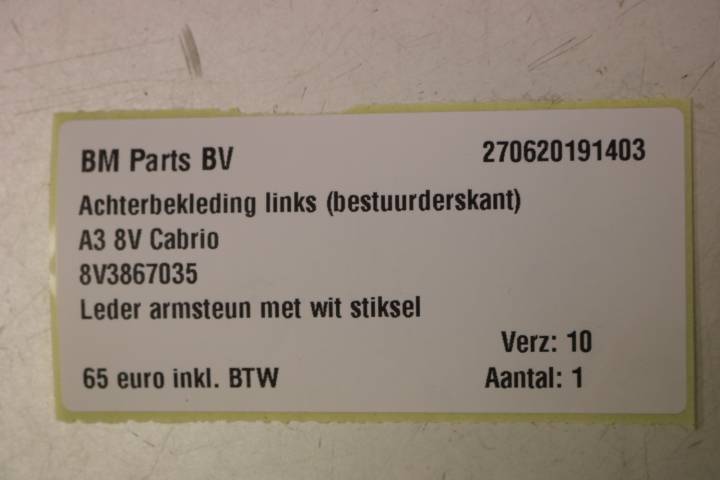 BM Parts BV 270620191403
Achterbekleding links (bestuurderskant)
A3 8V Cabrio
8V3867035
Leder armsteun met wit stiksel
Verz: 10
65 euro inkl. BTW Aantal: 1